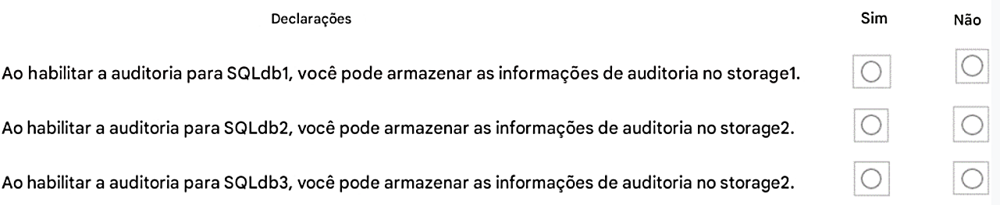 Declarações Sim Não
Ao habilitar a auditoria para SQLdb1, você pode armazenar as informações de auditoria no storage1.
Ao habilitar a auditoria para SQLdb2, você pode armazenar as informações de auditoria no storage2.
Ao habilitar a auditoria para SQLdb3, você pode armazenar as informações de auditoria no storage2.